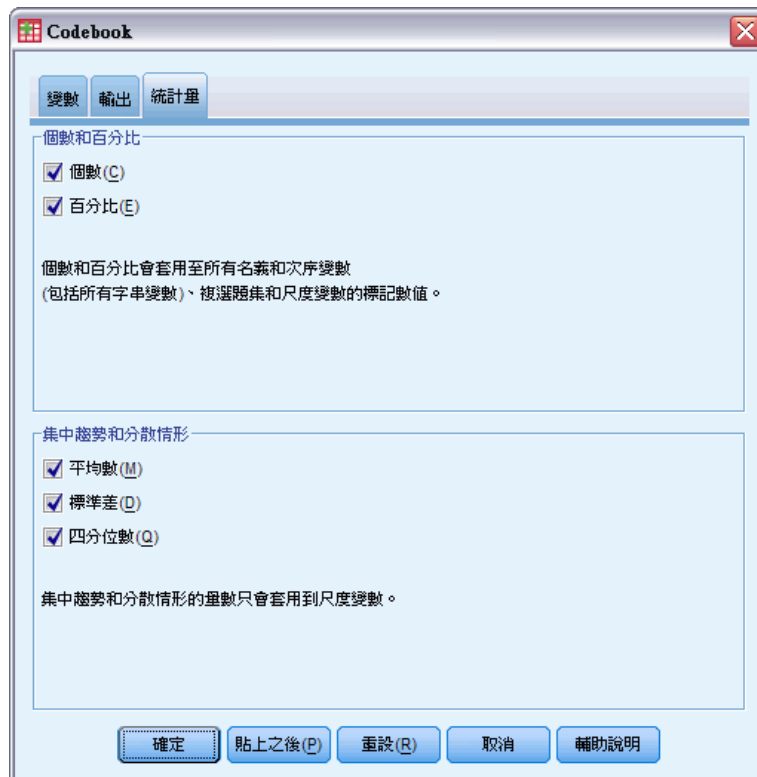 Codebook
變數 輸出 統計量
個數和百分比
個數(C)
百分比(E)
個數和百分比會套用至所有名義和次序變數
(包括所有字串變數)、複選題集和尺度變數的標記數值。
集中趨勢和分散情形
平均數(M)
標準差(D)
四分位數(Q)
集中趨勢和分散情形的量數只會套用到尺度變數。
確定 貼上之後(P) 重設(R) 取消 輔助說明